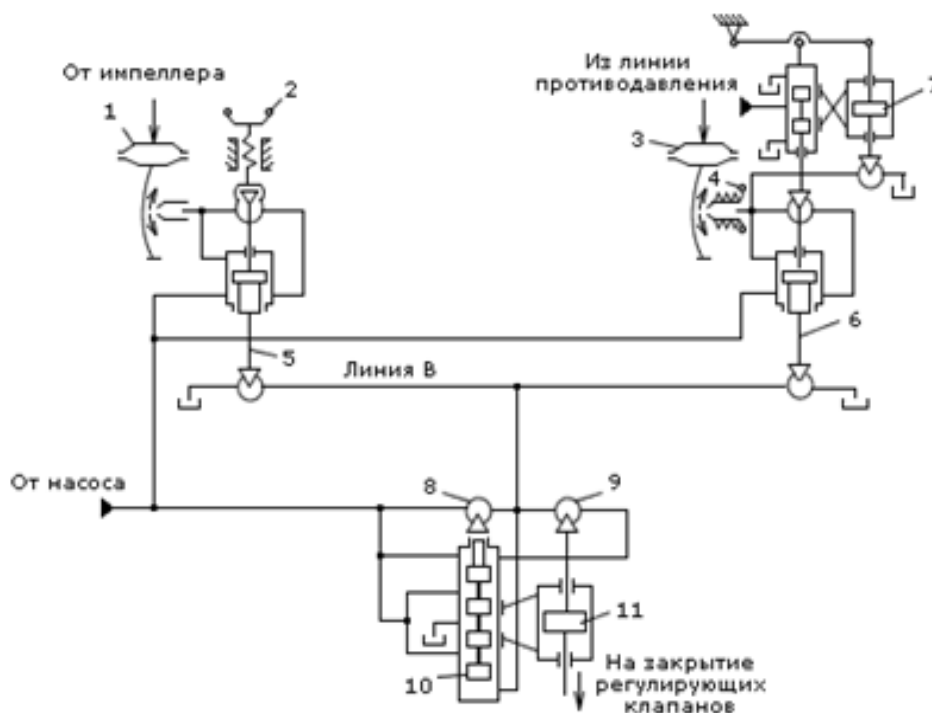 От импеллера
Из линии
противодавления
1
2
3
4
7
5
6
Линия В
От насоса
8
9
10
11
На закрытие
регулирующих
клапанов